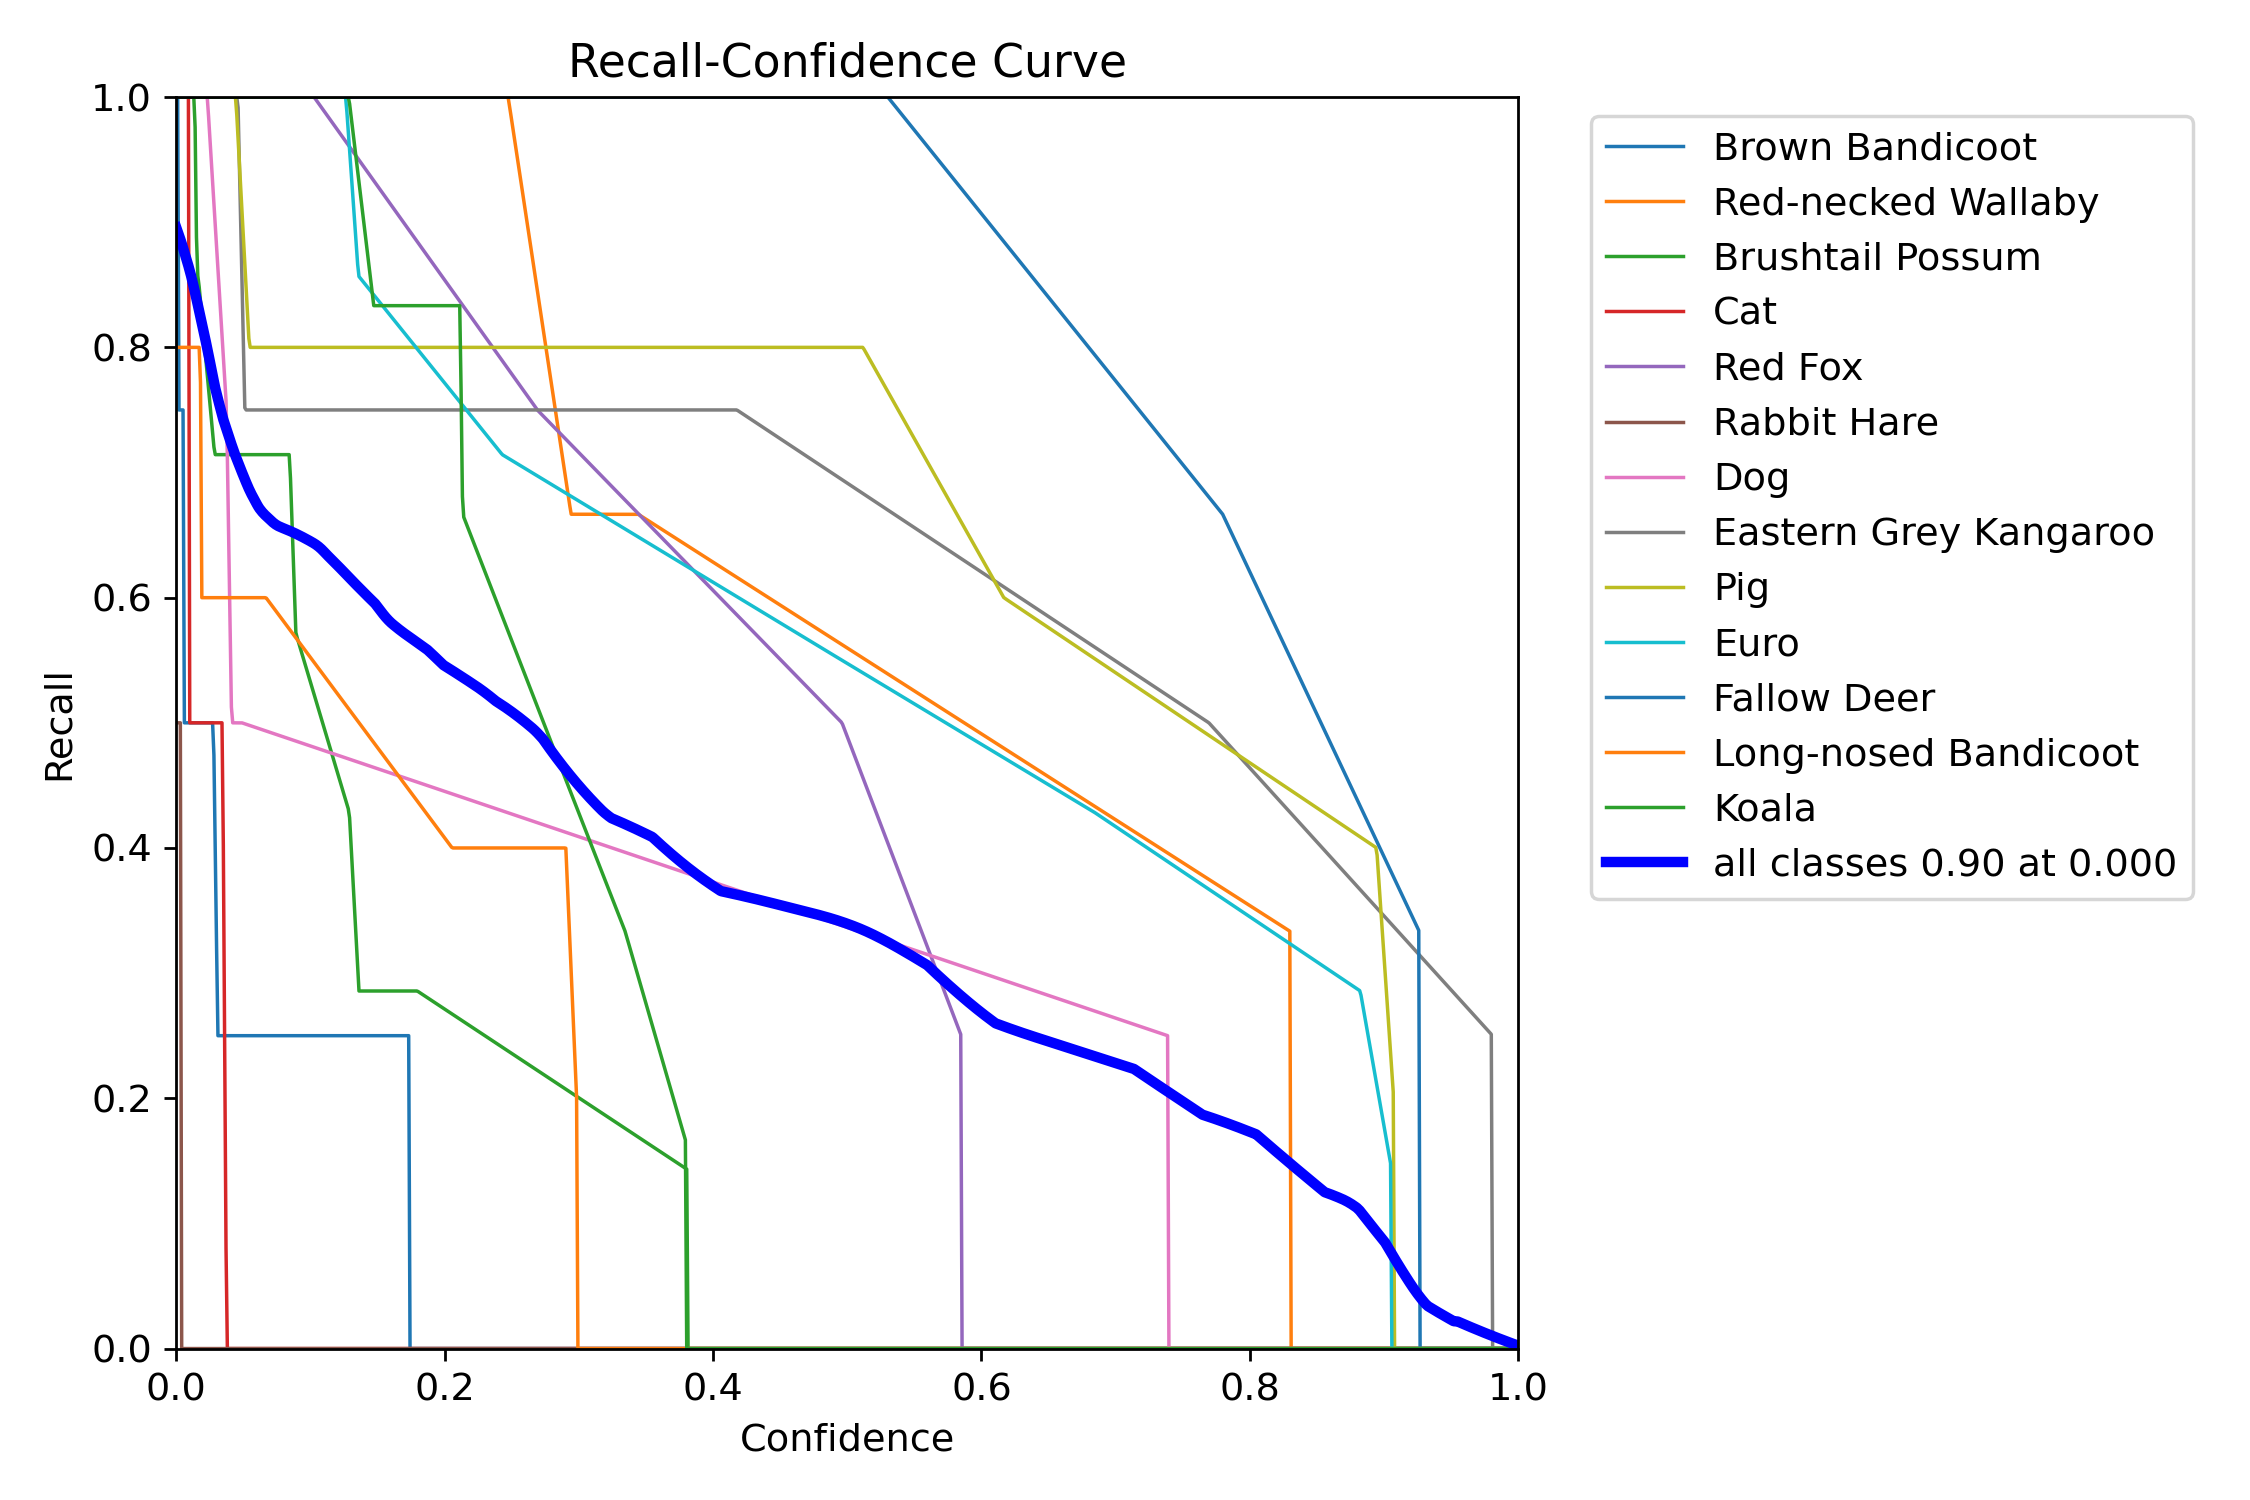 Recall-Confidence Curve
1.0
0.8
0.6
0.4
0.2
0.0
Recall
0.0 0.2 0.4 0.6 0.8 1.0
Confidence
Brown Bandicoot
Red-necked Wallaby
Brushtail Possum
Cat
Red Fox
Rabbit Hare
Dog
Eastern Grey Kangaroo
Pig
Euro
Fallow Deer
Long-nosed Bandicoot
Koala
all classes 0.90 at 0.000